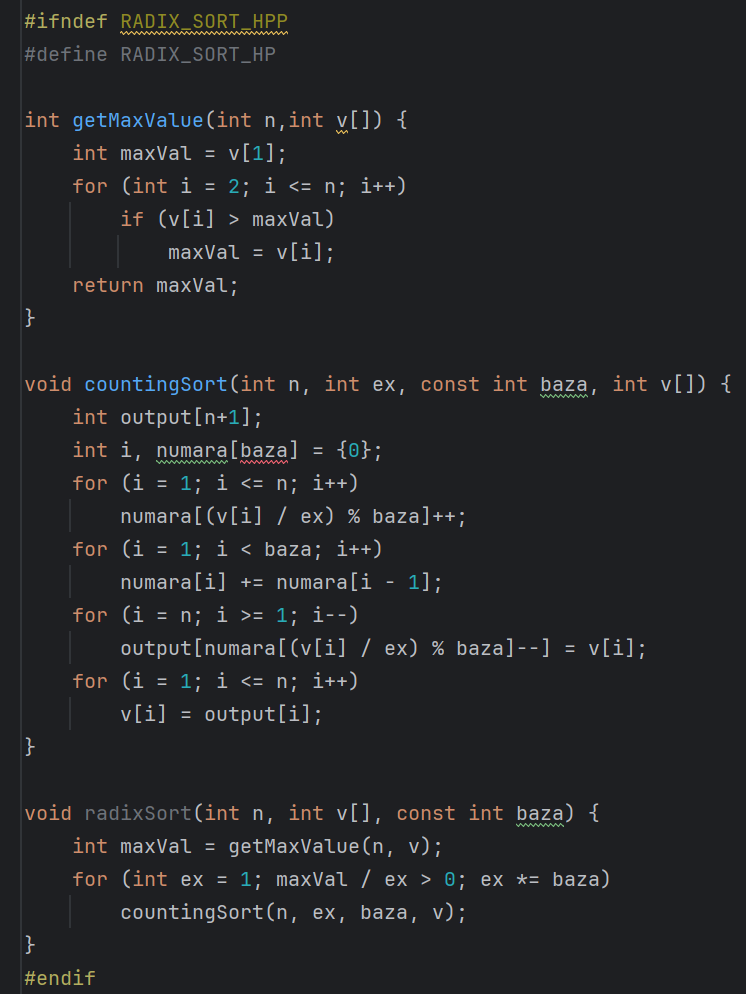 #ifndef RADIX_SORT_HPP
#define RADIX_SORT_HP

int getMaxValue(int n,int v[]) {
    int maxVal = v[1];
    for (int i = 2; i <= n; i++)
        if (v[i] > maxVal)
            maxVal = v[i];
    return maxVal;
}

void countingSort(int n, int ex, const int baza, int v[]) {
    int output[n+1];
    int i, numara[baza] = {0};
    for (i = 1; i <= n; i++)
        numara[(v[i] / ex) % baza]++;
    for (i = 1; i < baza; i++)
        numara[i] += numara[i - 1];
    for (i = n; i >= 1; i--)
        output[numara[(v[i] / ex) % baza]--] = v[i];
    for (i = 1; i <= n; i++)
        v[i] = output[i];
}

void radixSort(int n, int v[], const int baza) {
    int maxVal = getMaxValue(n, v);
    for (int ex = 1; maxVal / ex > 0; ex *= baza)
        countingSort(n, ex, baza, v);
}
#endif